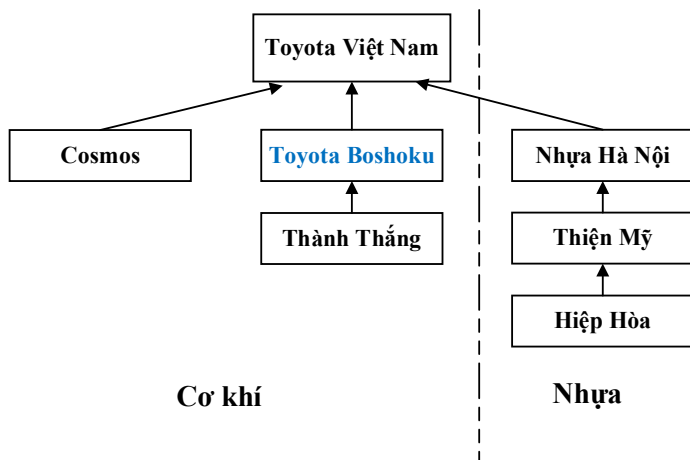 Toyota Việt Nam
Cosmos
Toyota Boshoku
Nhựa Hà Nội
Thành Thắng
Thiện Mỹ
Hiệp Hòa
Cơ khí
Nhựa